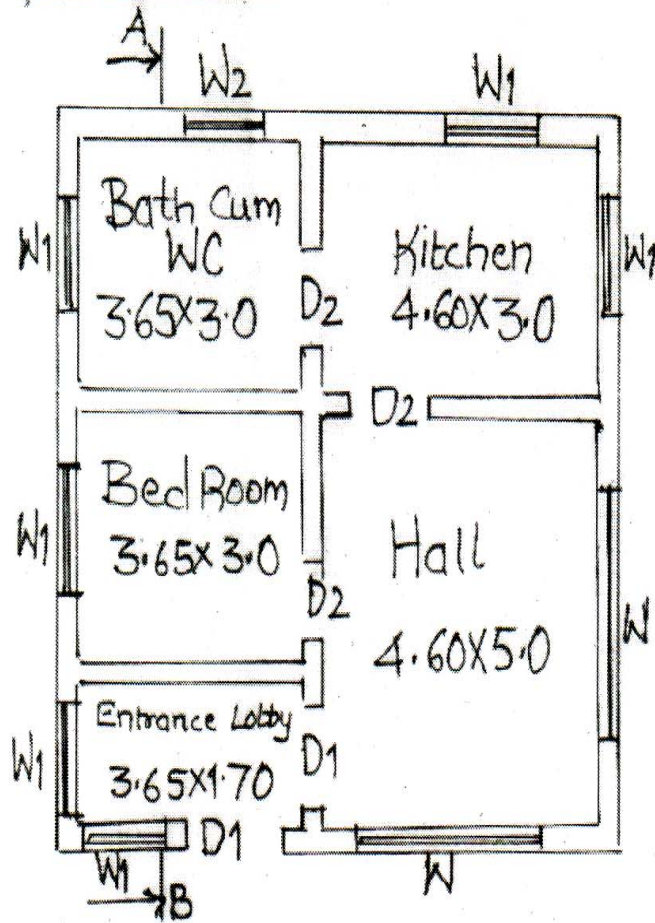 A
W2
W1
Bath Cum
WC
3.65X3.0
W1
D2
Kitchen
4.60X3.0
W1
D2
Bed Room
3.65X3.0
W1
D2
Hall
4.60X5.0
W
Entrance Lobby
3.65X1.70
W1
D1
D1
W1
W
B